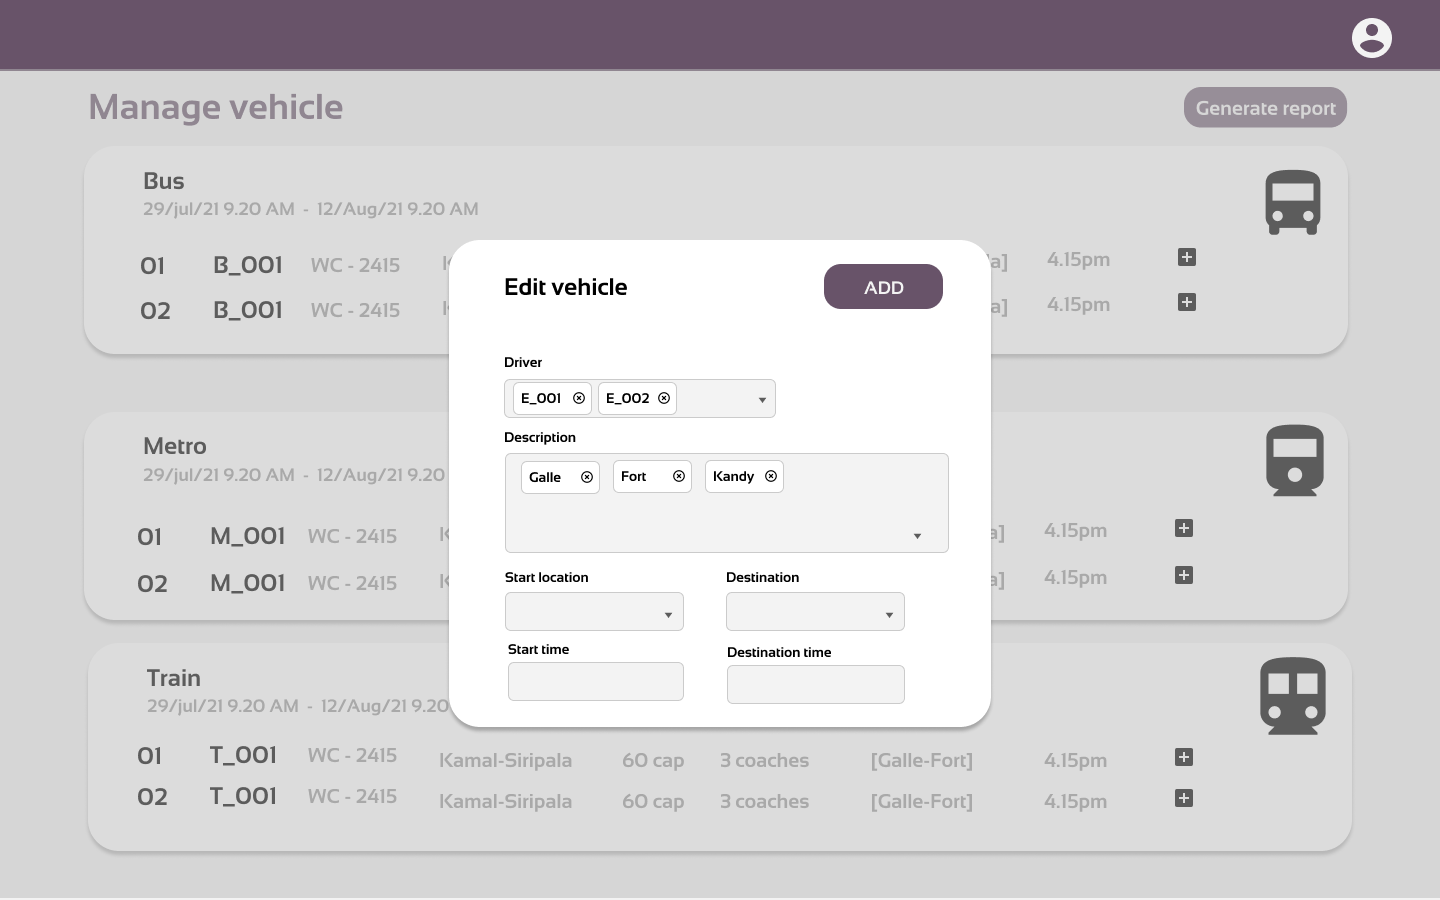 Manage vehicle
Generate report
Bus
29/jul/21 9.20 AM - 12/Aug/21 9.20 AM
01 B_001 WC - 2415 4.15pm
02 B_001 WC - 2415 4.15pm
Edit vehicle
ADD
Driver
E_001 E_002
Description
Galle Fort Kandy
Start location Destination
Start time Destination time
Metro
29/jul/21 9.20 AM - 12/Aug/21 9.20
01 M_001 WC - 2415 4.15pm
02 M_001 WC - 2415 4.15pm
Train
29/jul/21 9.20 AM - 12/Aug/21 9.20
01 T_001 WC - 2415 Kamal-Siripala 60 cap 3 coaches [Galle-Fort] 4.15pm
02 T_001 WC - 2415 Kamal-Siripala 60 cap 3 coaches [Galle-Fort] 4.15pm